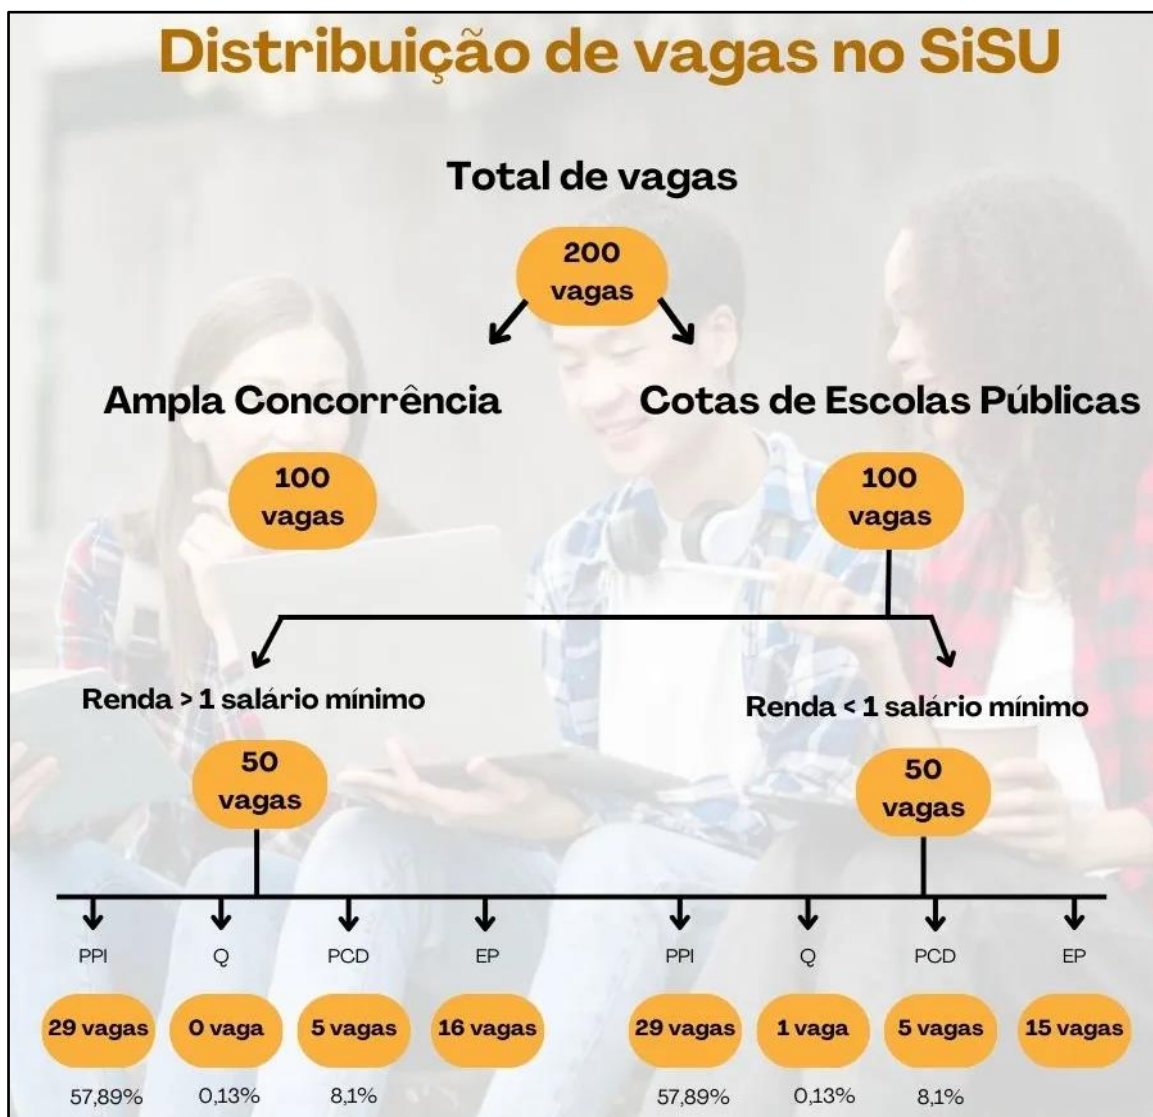 Distribuição de vagas no SiSU
Total de vagas
200
vagas
Ampla Concorrência
Cotas de Escolas Públicas
100
vagas
100
vagas
Renda > 1 salário mínimo
Renda < 1 salário mínimo
50
vagas
50
vagas
PPI Q PCD EP PPI Q PCD EP
29 vagas 0 vaga 5 vagas 16 vagas 29 vagas 1 vaga 5 vagas 15 vagas
57,89% 0,13% 8,1% 57,89% 0,13% 8,1%